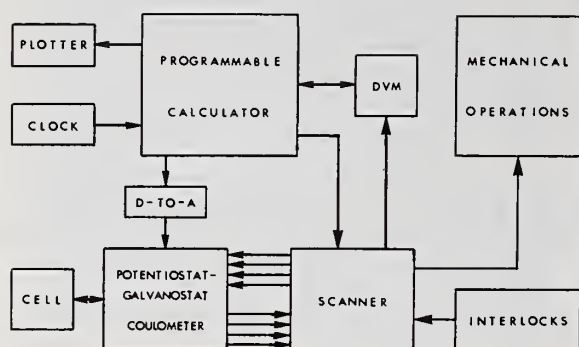 PLOTTER
PROGRAMMABLE
CALCULATOR
DVM
MECHANICAL
OPERATIONS
CLOCK
D-TO-A
CELL
POTENTIOSTAT-
GALVANOSTAT
COULOMETER
SCANNER
INTERLOCKS